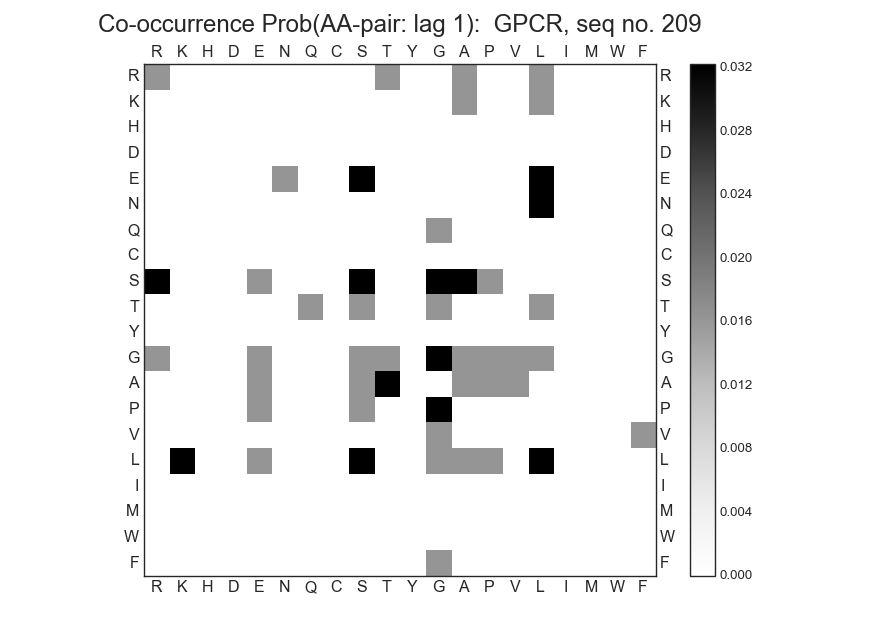 Co-occurrence Prob(AA-pair: lag 1):  GPCR, seq no. 209
R K H D E N Q C S T Y G A P V L I M W F
R R 0.032
K K
H H 0.028
D D
E E 0.024
N N
Q Q
C C 0.020
S S
T T 0.016
Y Y
G G
A A 0.012
P P
V V 0.008
L L
I I
M M 0.004
W W
F F 0.000
R K H D E N Q C S T Y G A P V L I M W F